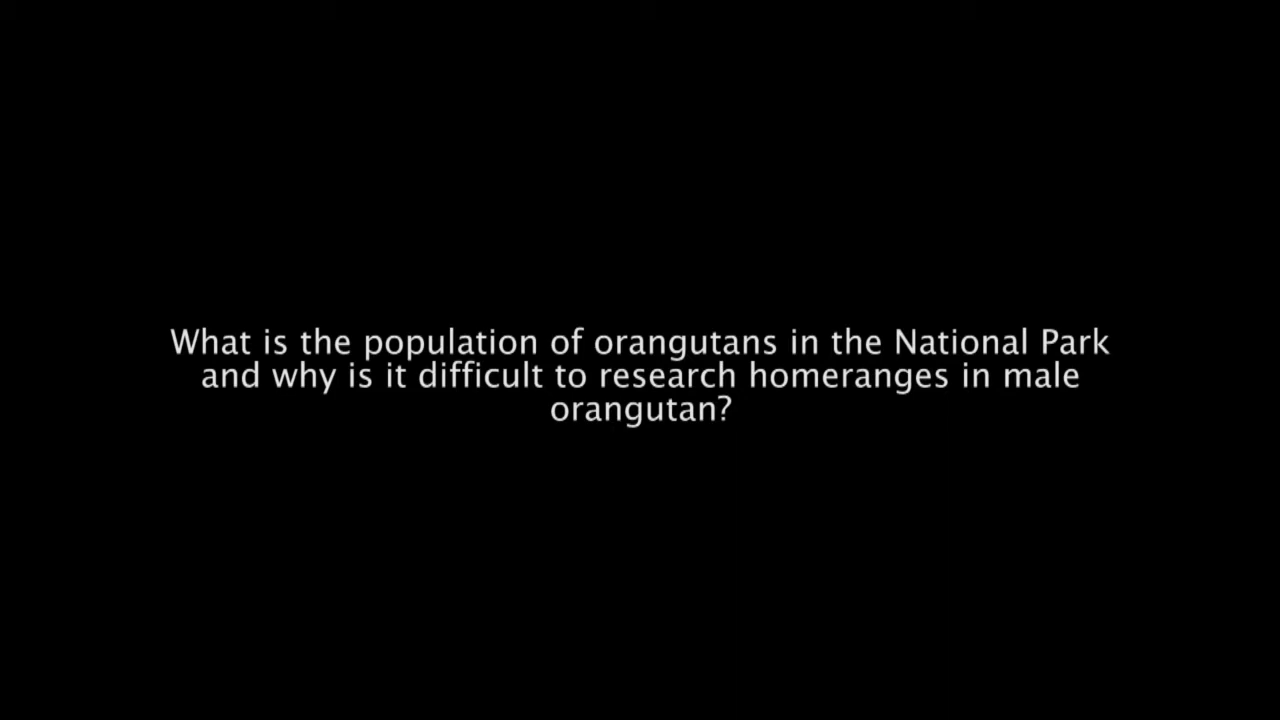 What is the population of orangutans in the National Park
and why is it difficult to research homeranges in male
orangutan?